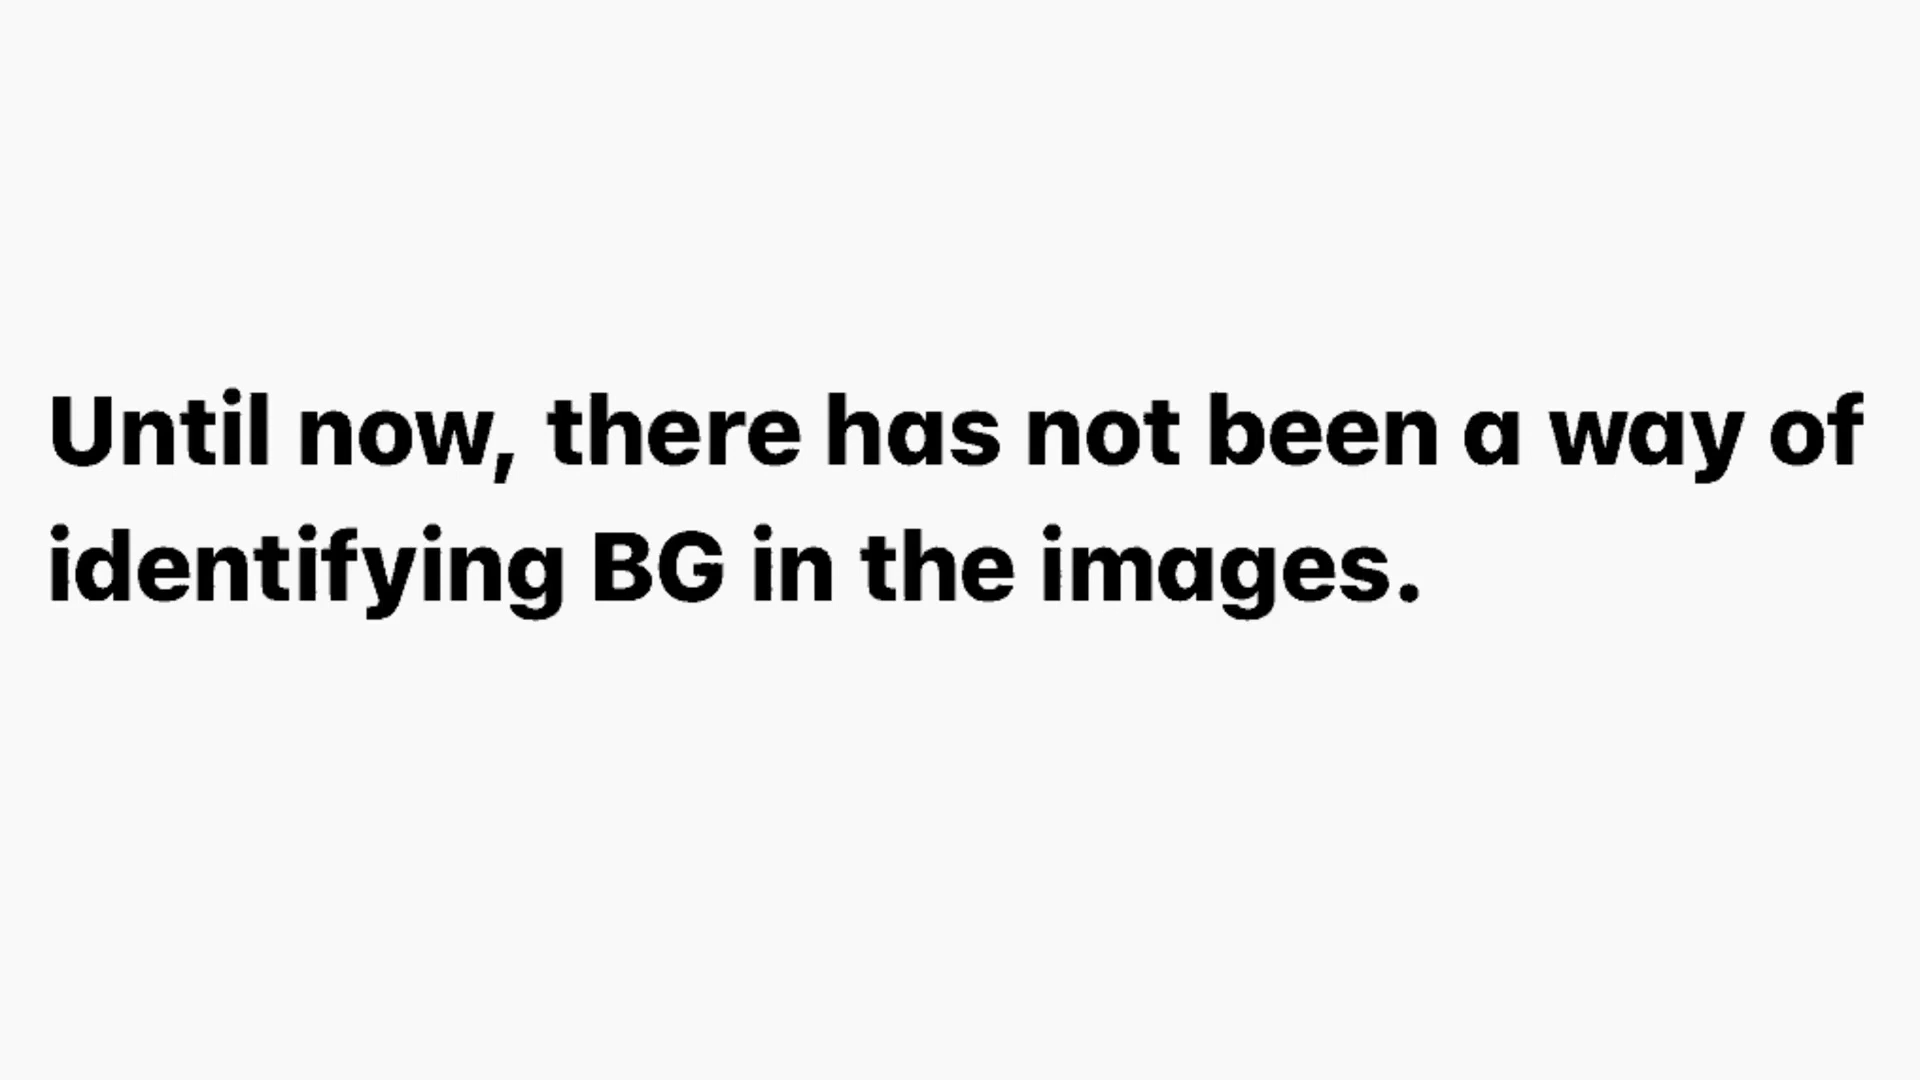 Until now, there has not been a way of
identifying BG in the images.